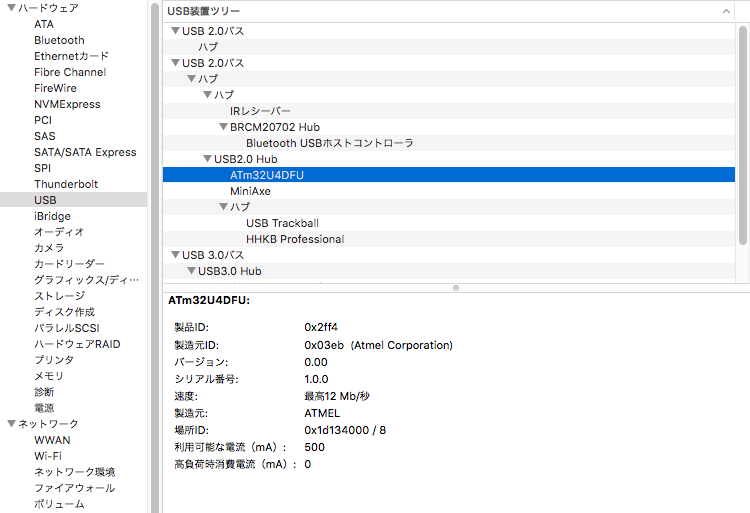 ハードウェア
ATA
Bluetooth
Ethernetカード
Fibre Channel
FireWire
NVMExpress
PCI
SAS
SATA/SATA Express
SPI
Thunderbolt
USB
iBridge
オーディオ
カメラ
カードリーダー
グラフィックス/ディ…
ストレージ
ディスク作成
パラレルSCSI
ハードウェアRAID
プリンタ
メモリ
診断
電源
ネットワーク
WWAN
Wi-Fi
ネットワーク環境
ファイアウォール
ボリューム
USB装置ツリー
USB 2.0バス
ハブ
USB 2.0バス
ハブ
ハブ
IRレシーバー
BRCM20702 Hub
Bluetooth USBホストコントローラ
USB2.0 Hub
ATm32U4DFU
MiniAxe
ハブ
USB Trackball
HHKB Professional
USB 3.0バス
USB3.0 Hub
ATm32U4DFU:
製品ID: 0x2ff4
製造元ID: 0x03eb (Atmel Corporation)
バージョン: 0.00
シリアル番号: 1.0.0
速度: 最高12 Mb/秒
製造元: ATMEL
場所ID: 0x1d134000 / 8
利用可能な電流（mA）: 500
高負荷時消費電流（mA）: 0